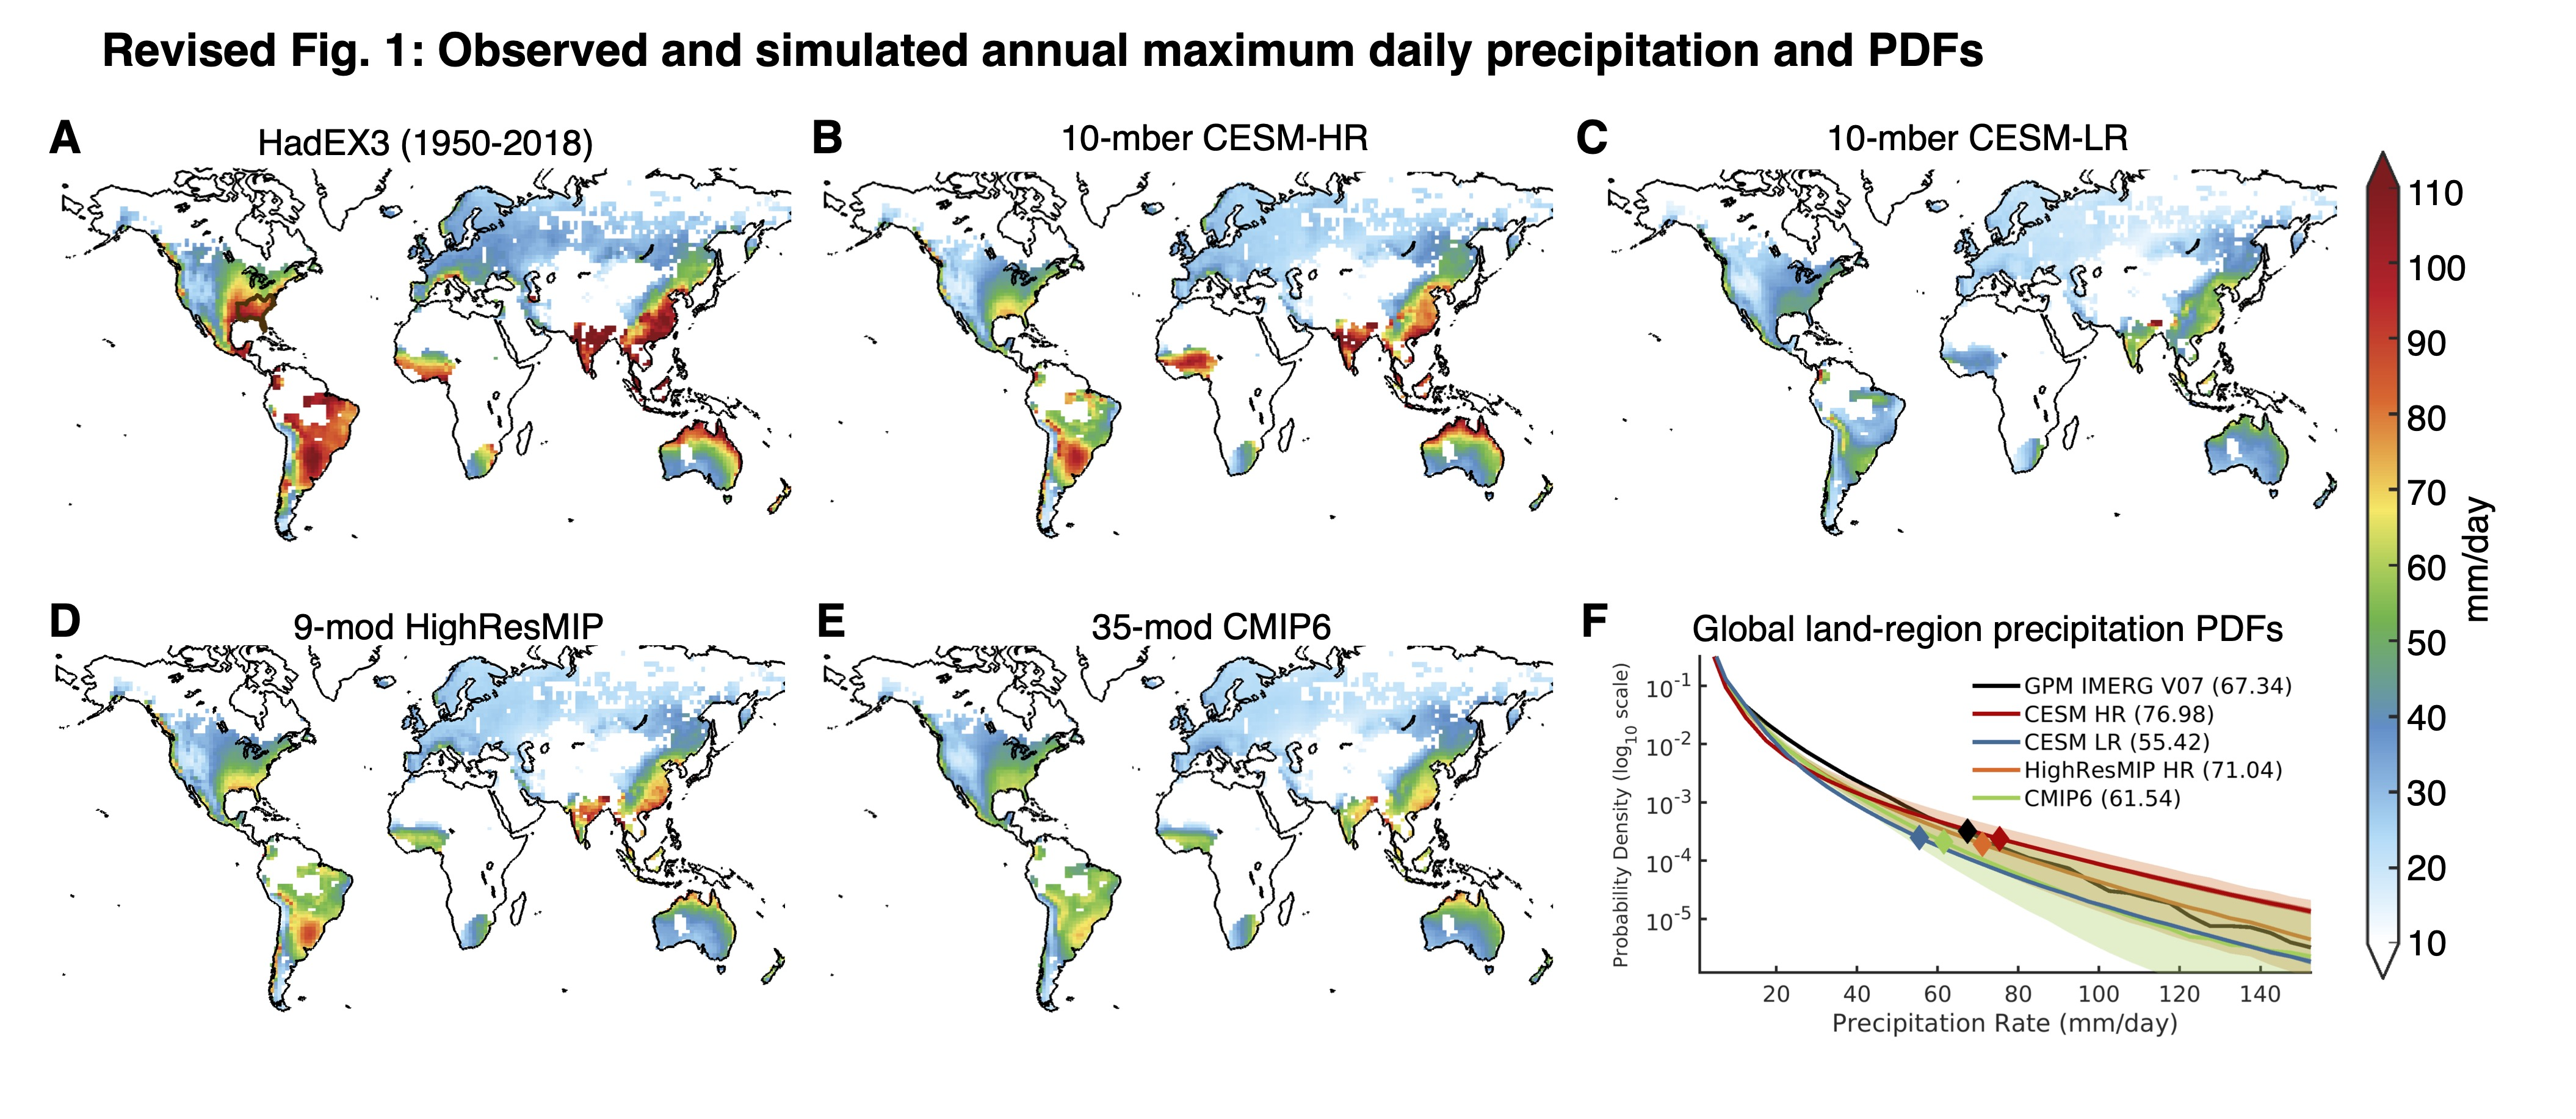 Revised Fig. 1: Observed and simulated annual maximum daily precipitation and PDFs
A
HadEX3 (1950-2018)
B
10-mber CESM-HR
C
10-mber CESM-LR
110
100
90
80
70
60
50
40
30
20
10
mm/day
D
9-mod HighResMIP
E
35-mod CMIP6
F
Global land-region precipitation PDFs
Probability Density (log10 scale)
10-1
10-2
10-3
10-4
10-5
GPM IMERG V07 (67.34)
CESM HR (76.98)
CESM LR (55.42)
HighResMIP HR (71.04)
CMIP6 (61.54)
20 40 60 80 100 120 140
Precipitation Rate (mm/day)